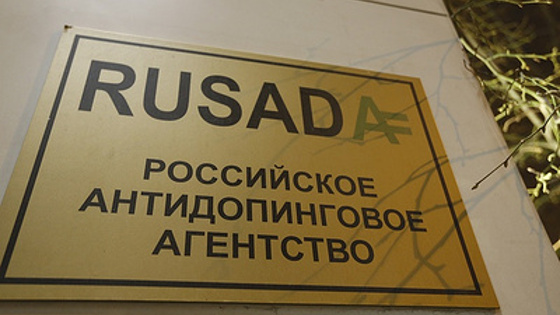 RUSADA
РОССИЙСКОЕ
АНТИДОПИНГОВОЕ
АГЕНТСТВО